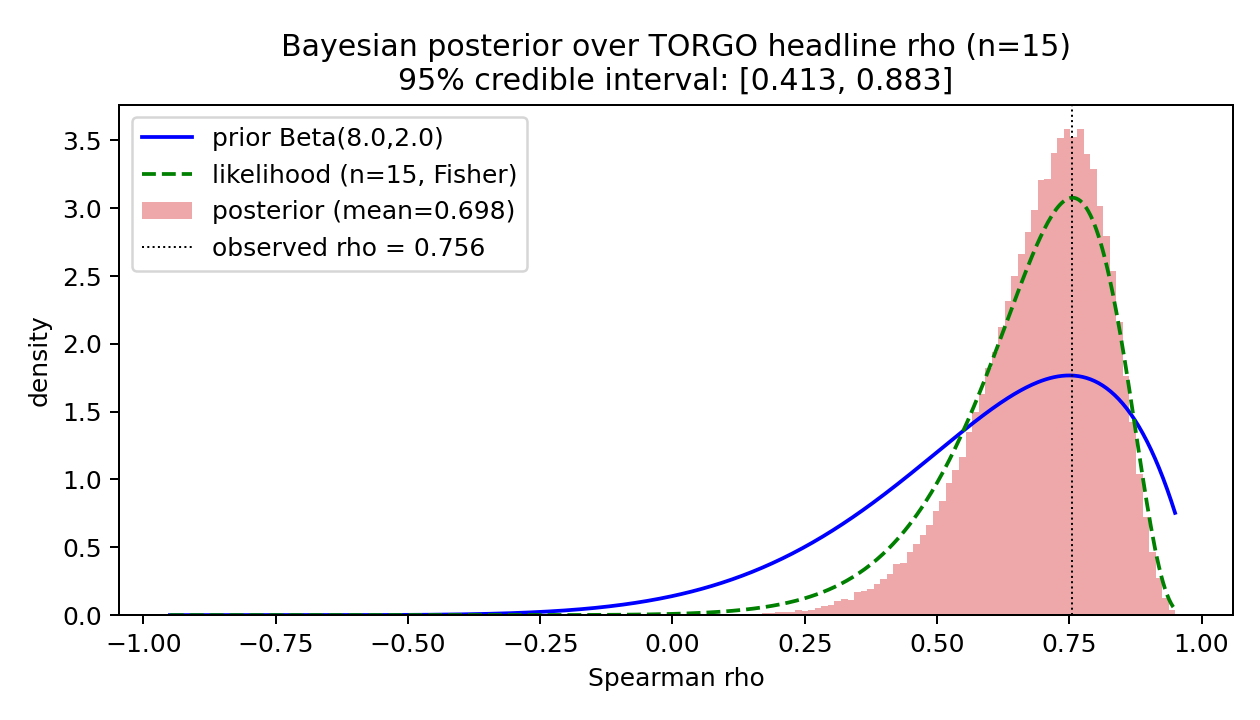 Bayesian posterior over TORGO headline rho (n=15)
95% credible interval: [0.413, 0.883]
prior Beta(8.0,2.0)
likelihood (n=15, Fisher)
posterior (mean=0.698)
observed rho = 0.756
density
3.5
3.0
2.5
2.0
1.5
1.0
0.5
0.0
−1.00 −0.75 −0.50 −0.25 0.00 0.25 0.50 0.75 1.00
Spearman rho